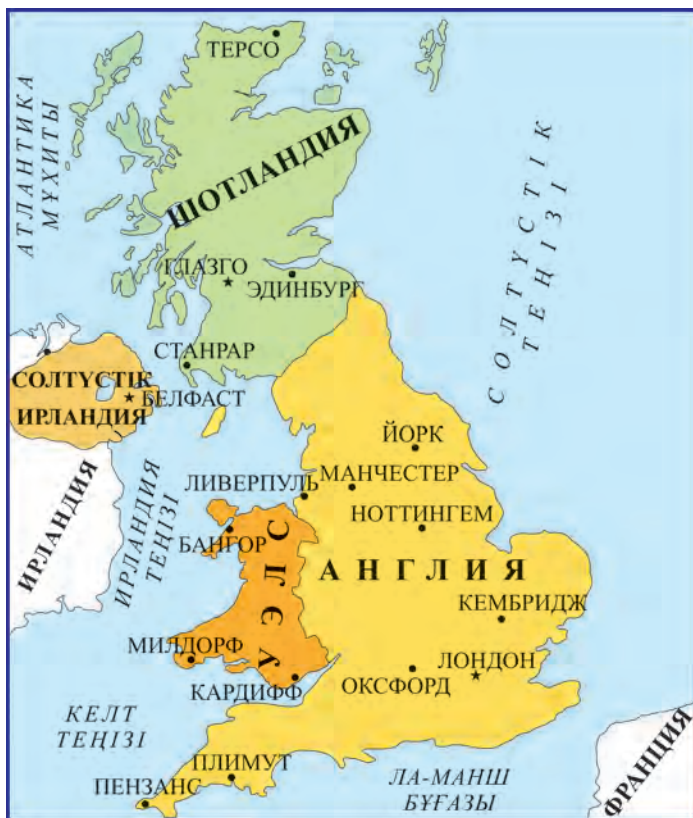 ТЕРСО
АТЛАНТИКА
МҰХИТЫ
ШОТЛАНДИЯ
СОЛТҮСТІК
ТЕҢІЗІ
ГЛАЗГО
ЭДИНБУРГ
СТАНРАР
СОЛТҮСТІК
ИРЛАНДИЯ
БЕЛФАСТ
ЙОРК
ЛИВЕРПУЛЬ
МАНЧЕСТЕР
ИРЛАНДИЯ
ИРЛАНДИЯ
ТЕҢІЗІ
НОТТИНГЕМ
БАНГОР
УЭЛС
АНГЛИЯ
КЕМБРИДЖ
МИЛДОРФ
КАРДИФФ
ОКСФОРД
ЛОНДОН
КЕЛТ
ТЕҢІЗІ
ПЛИМУТ
ПЕНЗАНС
ЛА-МАНШ
БҰҒАЗЫ
ФРАНЦИЯ